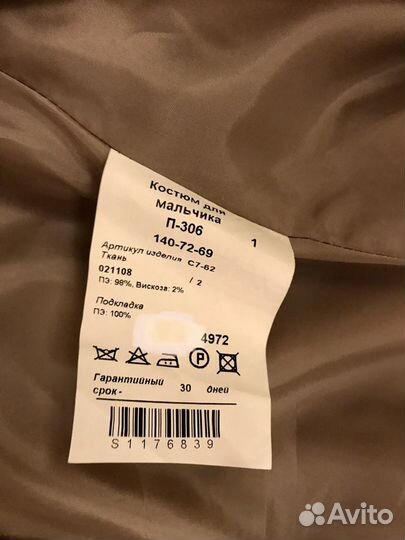 Костюм для
мальчика 1
П-306
140-72-69
Артикул изделия С7-62
Ткань / 2
021108
ПЭ: 98%, Вискоза: 2%
Подкладка
ПЭ: 100%
4972
P
Гарантийный 30 дней
срок-
S1176839
Avito